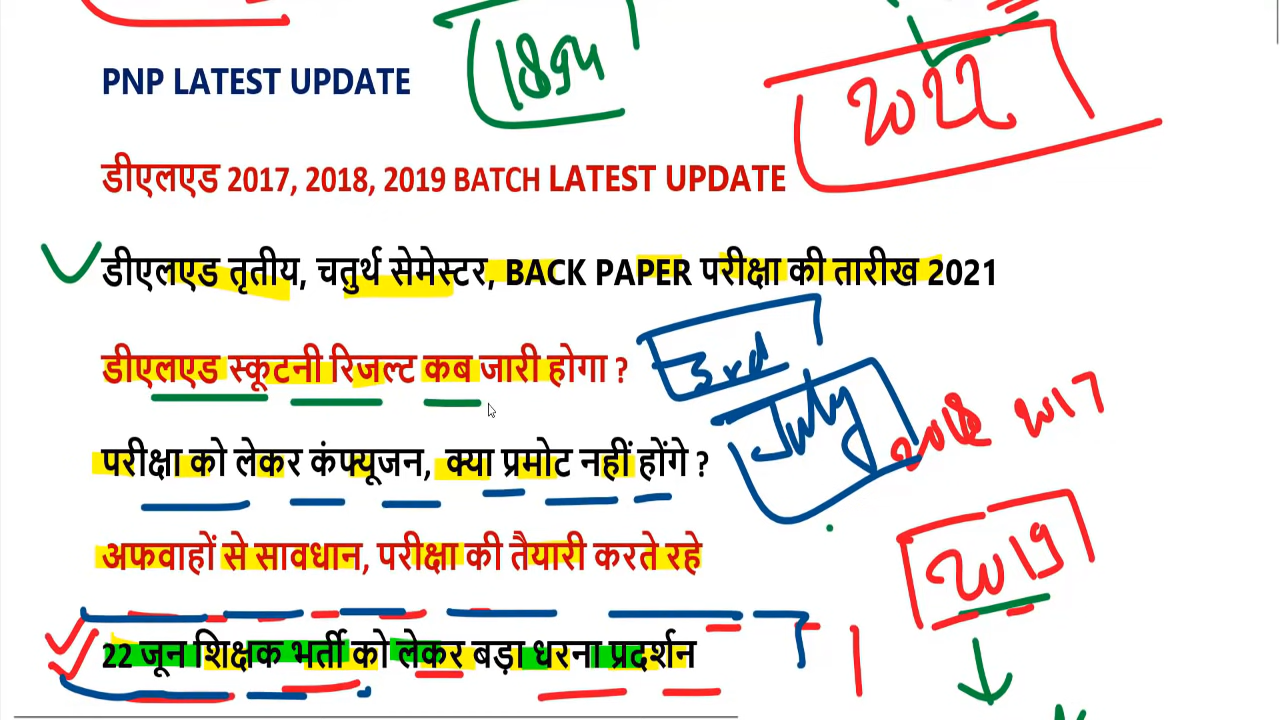 1894
2022
PNP LATEST UPDATE
डीएलएड 2017, 2018, 2019 BATCH LATEST UPDATE
डीएलएड तृतीय, चतुर्थ सेमेस्टर, BACK PAPER परीक्षा की तारीख 2021
डीएलएड स्कूटनी रिजल्ट कब जारी होगा ?
3rd
July
2018 2017
परीक्षा को लेकर कंफ्यूजन, क्या प्रमोट नहीं होंगे ?
2019
अफवाहों से सावधान, परीक्षा की तैयारी करते रहे
22 जून शिक्षक भर्ती को लेकर बड़ा धरना प्रदर्शन